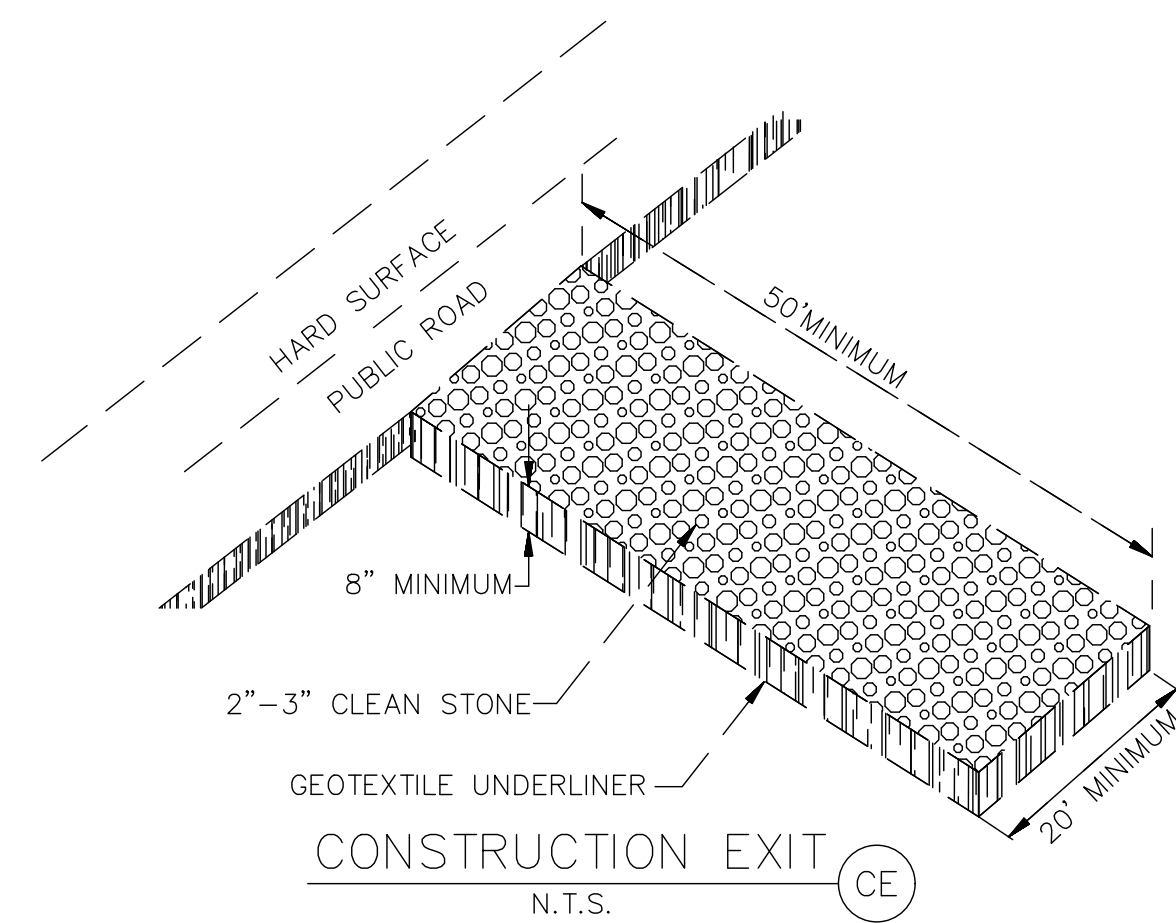 HARD SURFACE
PUBLIC ROAD
50'MINIMUM
8” MINIMUM
2”–3” CLEAN STONE
GEOTEXTILE UNDERLINER
20' MINIMUM
CONSTRUCTION EXIT
CE
N.T.S.